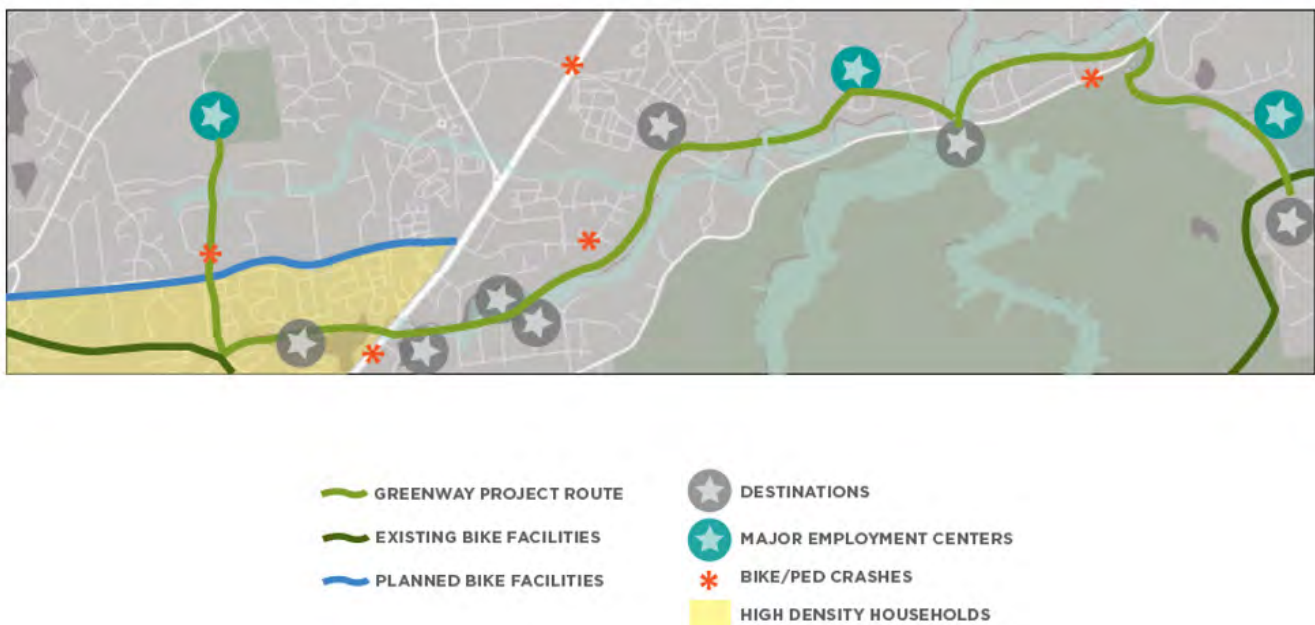 GREENWAY PROJECT ROUTE
EXISTING BIKE FACILITIES
PLANNED BIKE FACILITIES
DESTINATIONS
MAJOR EMPLOYMENT CENTERS
BIKE/PED CRASHES
HIGH DENSITY HOUSEHOLDS